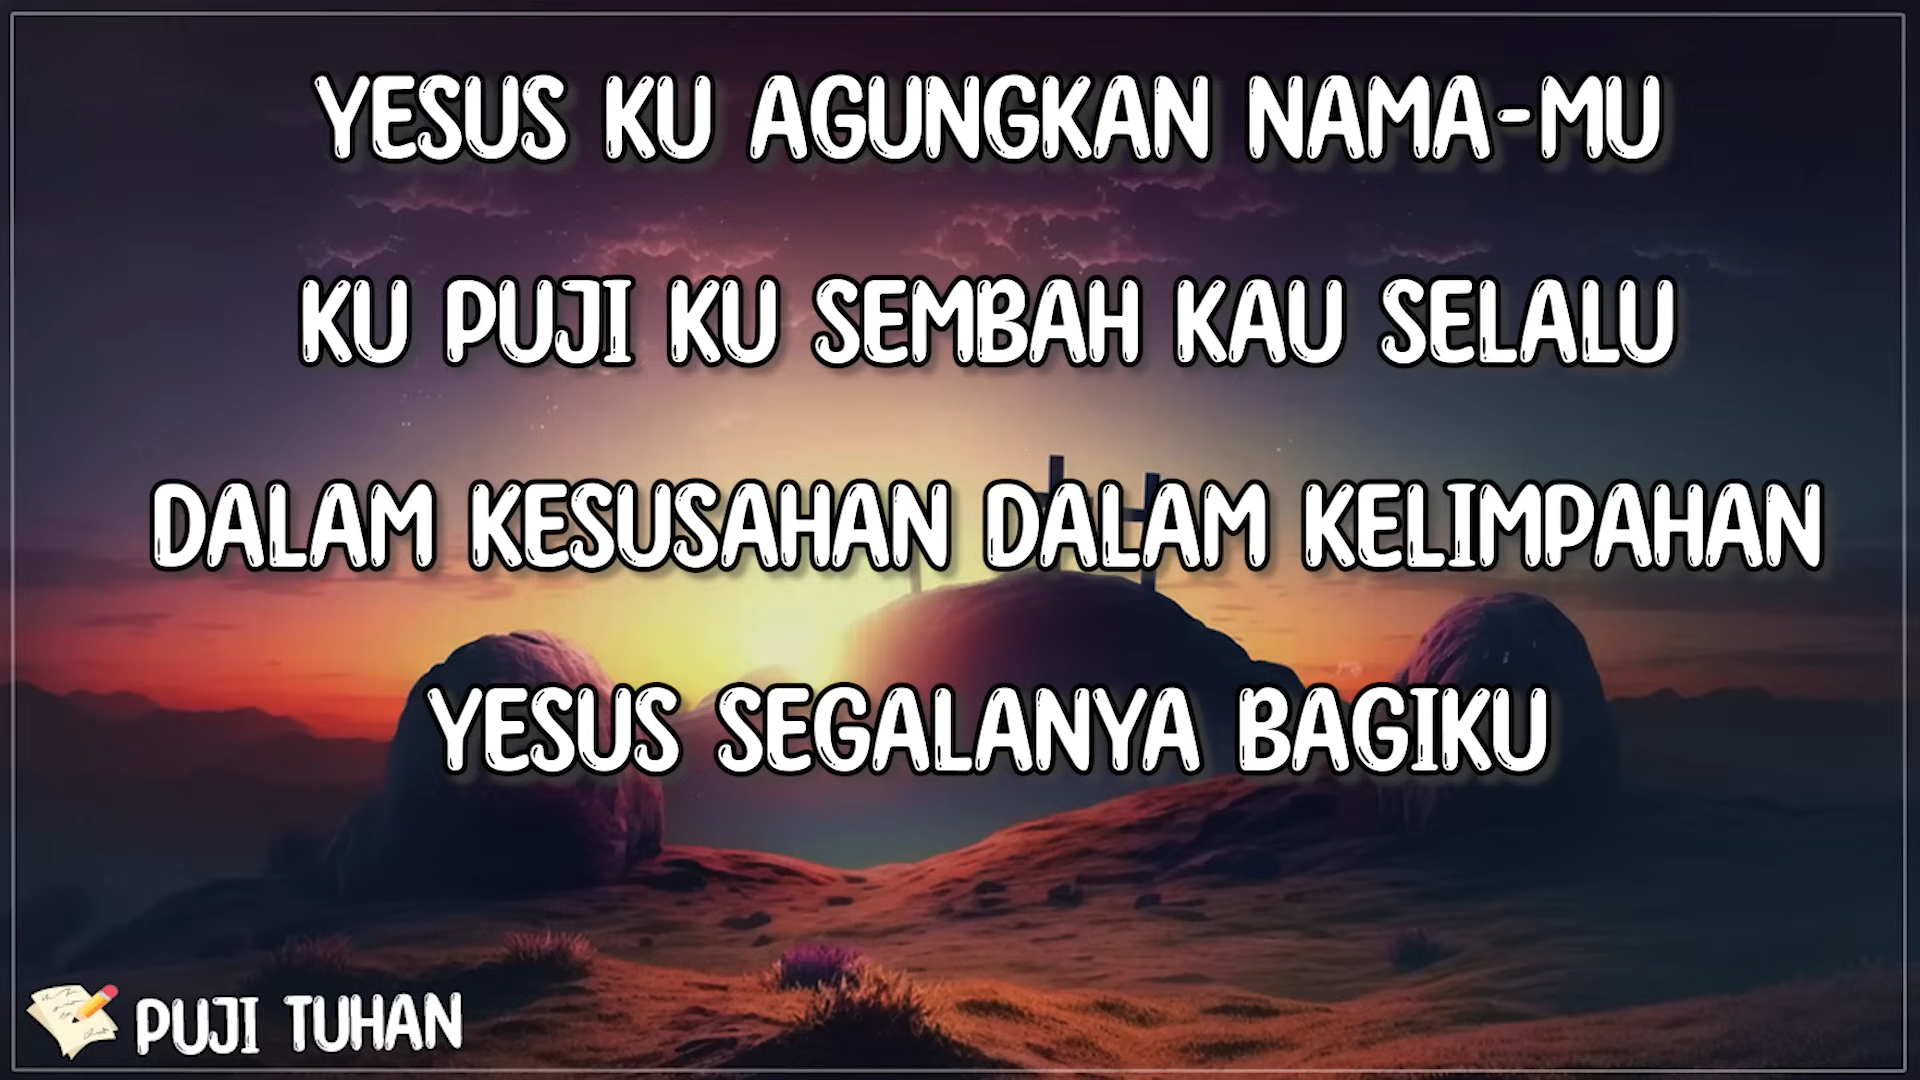 YESUS KU AGUNGKAN NAMA-MU
KU PUJI KU SEMBAH KAU SELALU
DALAM KESUSAHAN DALAM KELIMPAHAN
YESUS SEGALANYA BAGIKU
PUJI TUHAN